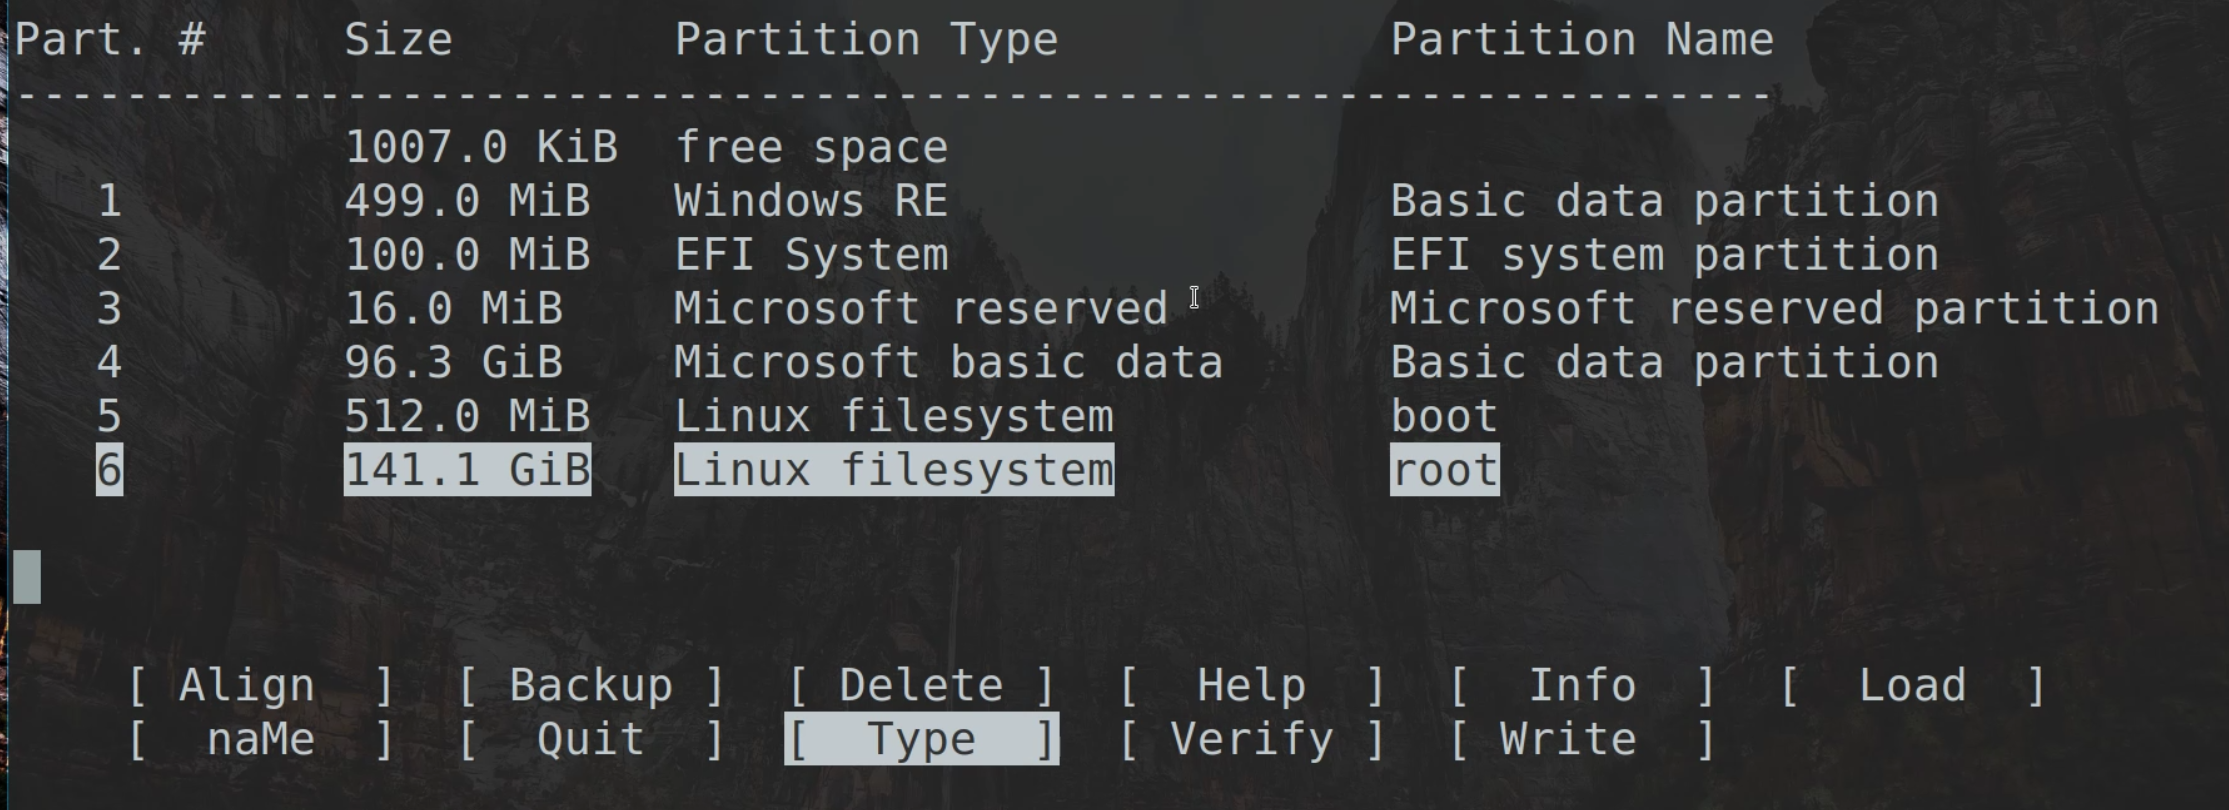 Part. #     Size        Partition Type            Partition Name
----------------------------------------------------------------
            1007.0 KiB  free space
   1        499.0 MiB   Windows RE                Basic data partition
   2        100.0 MiB   EFI System                EFI system partition
   3        16.0 MiB    Microsoft reserved        Microsoft reserved partition
   4        96.3 GiB    Microsoft basic data      Basic data partition
   5        512.0 MiB   Linux filesystem          boot
   6        141.1 GiB   Linux filesystem          root
[ Align  ]  [ Backup ]  [ Delete ]  [  Help  ]  [  Info  ]  [  Load  ]
[  naMe  ]  [  Quit  ]  [  Type  ]  [ Verify ]  [ Write  ]